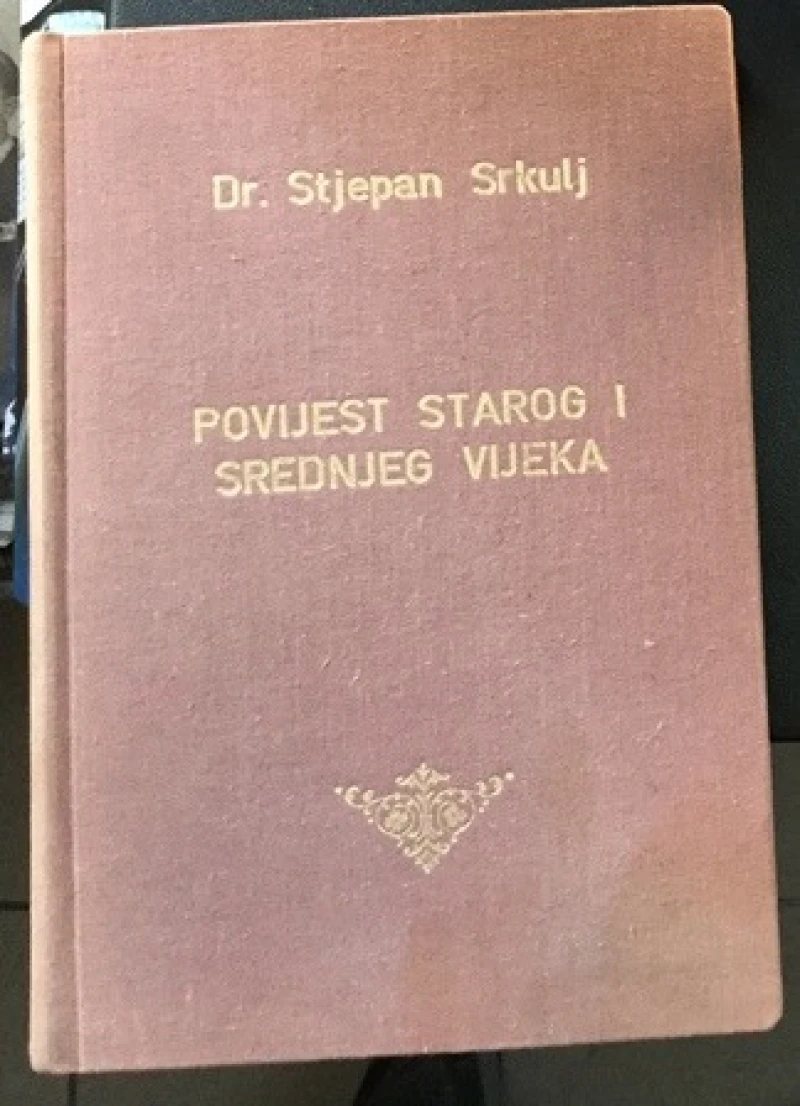 Dr. Stjepan Srkulj
POVIJEST STAROG I
SREDNJEG VIJEKA